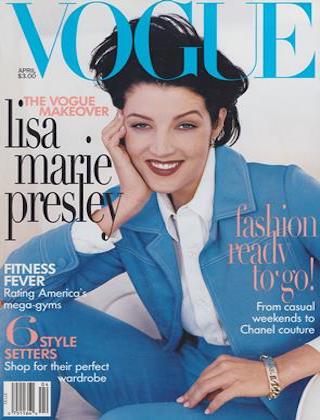 VOGUE
APRIL
$3.00
THE VOGUE
MAKEOVER
lisa
marie
presley
fashion
ready
to·go!
FITNESS
FEVER
Rating America's
mega-gyms
From casual
weekends to
Chanel couture
6 STYLE
SETTERS
Shop for their perfect
wardrobe
04